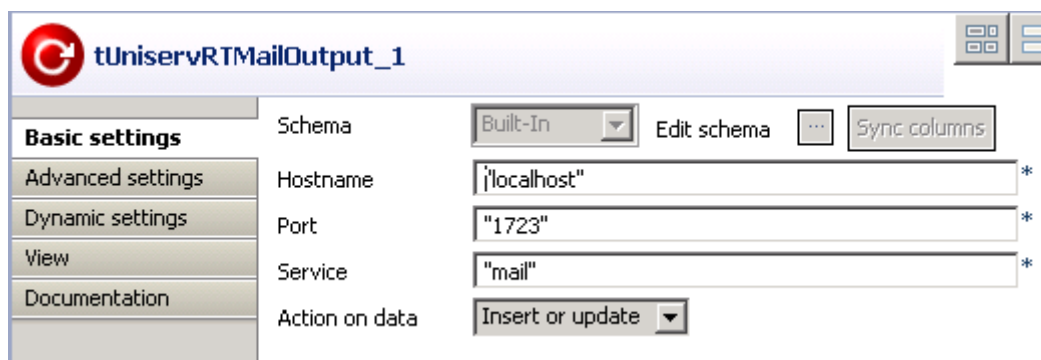 tUniservRTMailOutput_1
Basic settings
Advanced settings
Dynamic settings
View
Documentation
Schema Built-In Edit schema ... Sync columns
Hostname "localhost" *
Port "1723" *
Service "mail" *
Action on data Insert or update